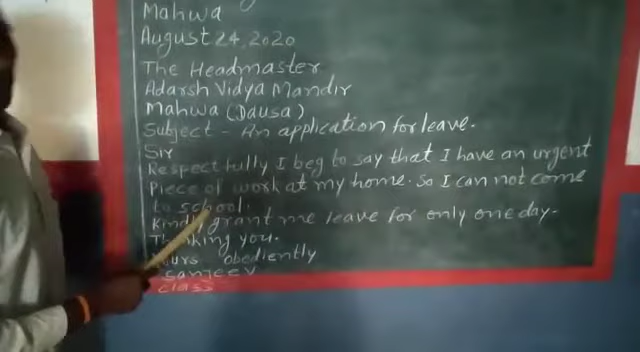 Mahwa
August 24, 2020
The Headmaster
Adarsh Vidya Mandir
Mahwa (Dausa)
Subject - An application for leave.
Sir
Respectfully I beg to say that I have an urgent
Piece of work at my home. So I can not come
to school.
Kindly grant me leave for only one day.
Thanking you.
Yours obediently
Sanjeev
Class